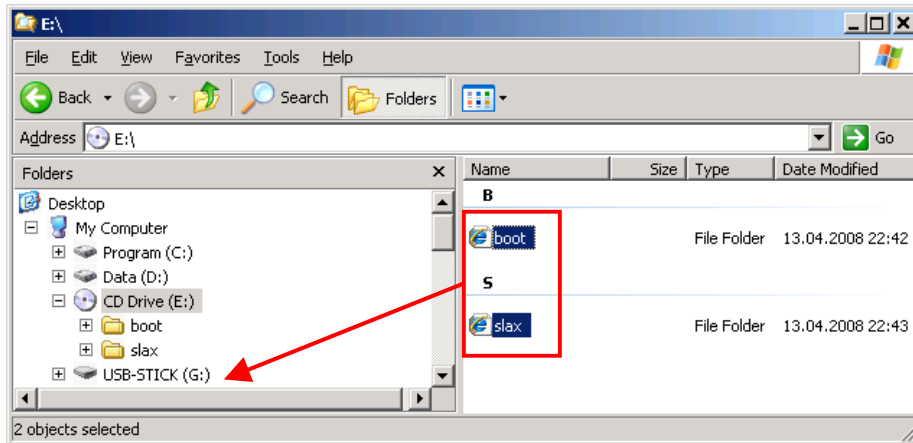 E:\
File Edit View Favorites Tools Help
Back Search Folders
Address E:\ Go
Folders
Name Size Type Date Modified
Desktop
My Computer
Program (C:)
Data (D:)
CD Drive (E:)
boot
slax
USB-STICK (G:)
B
boot File Folder 13.04.2008 22:42
S
slax File Folder 13.04.2008 22:43
2 objects selected